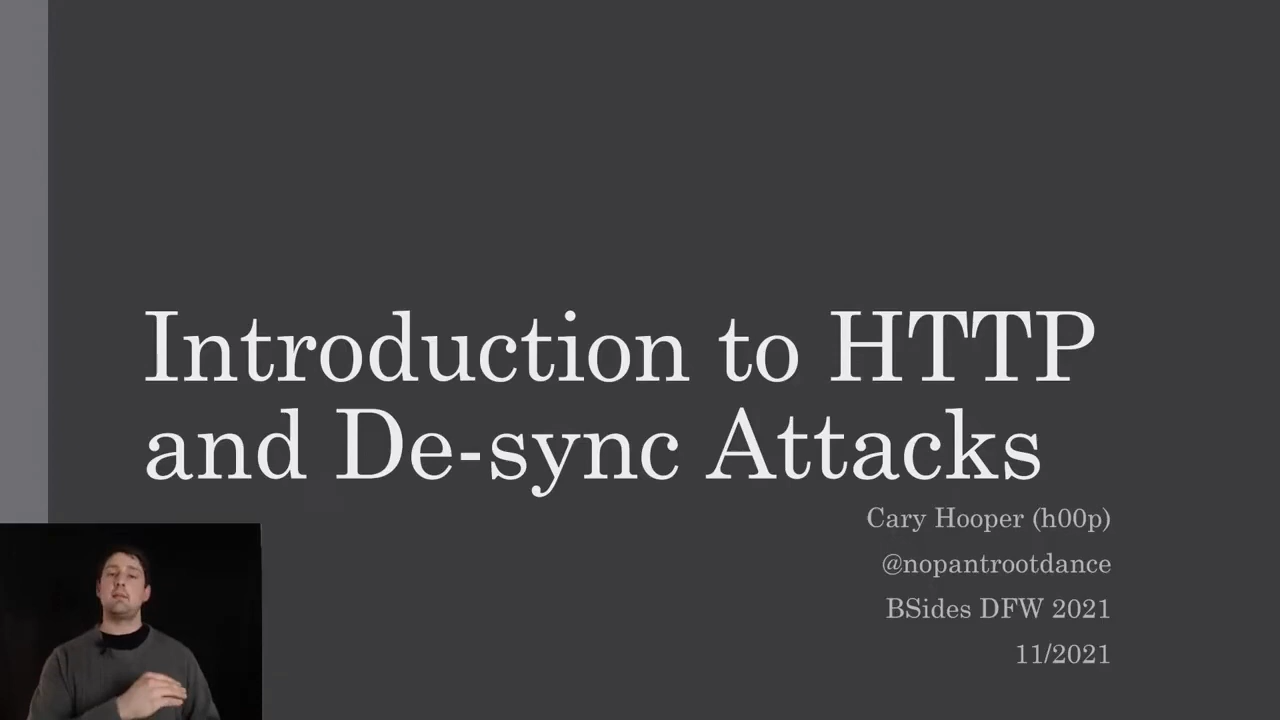 Introduction to HTTP
and De-sync Attacks
Cary Hooper (h00p)
@nopantrootdance
BSides DFW 2021
11/2021